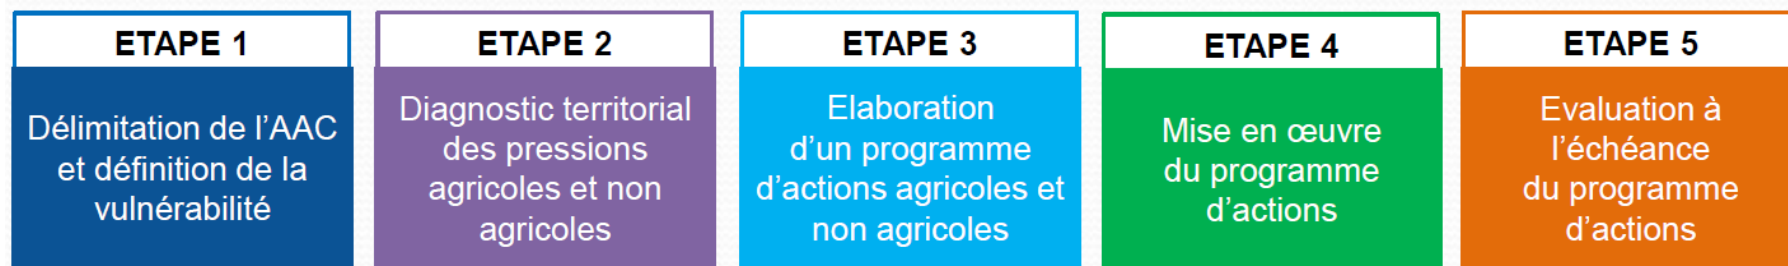 ETAPE 1
Délimitation de l’AAC
et définition de la
vulnérabilité
ETAPE 2
Diagnostic territorial
des pressions
agricoles et non
agricoles
ETAPE 3
Elaboration
d’un programme
d’actions agricoles et
non agricoles
ETAPE 4
Mise en œuvre
du programme
d’actions
ETAPE 5
Evaluation à
l’échéance
du programme
d’actions